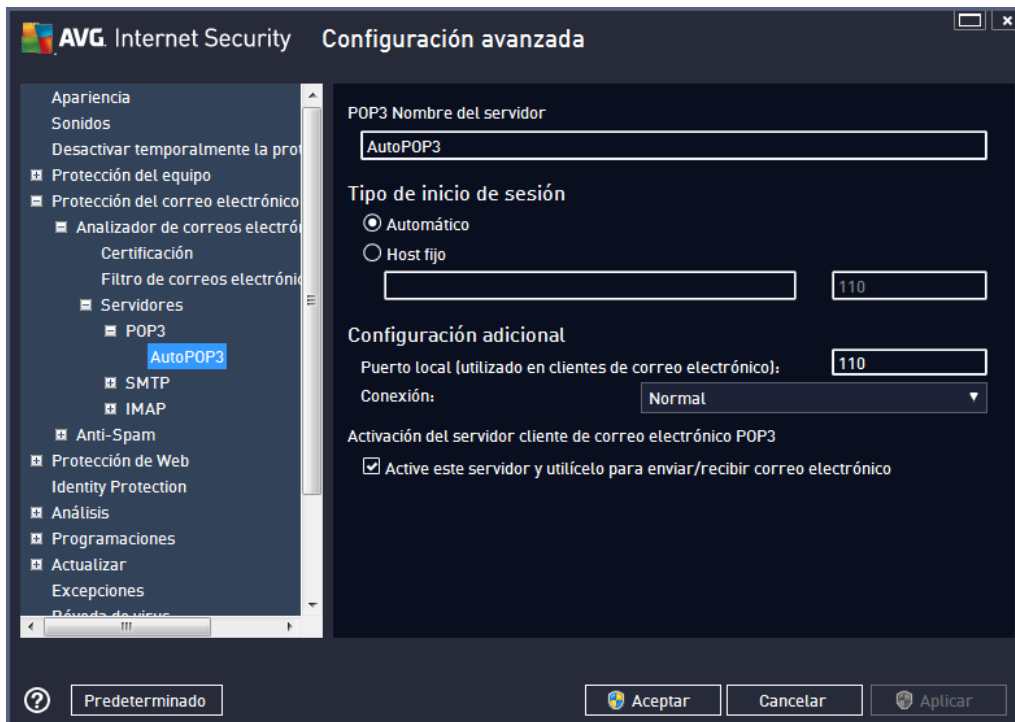 AVG. Internet Security Configuración avanzada
Apariencia
Sonidos
Desactivar temporalmente la
Protección del equipo
Protección del correo electrónico
Analizador de correos
Certificación
Filtro de correos
Servidores
POP3
AutoPOP3
SMTP
IMAP
Anti-Spam
Protección de Web
Identity Protection
Análisis
Programaciones
Actualizar
Excepciones
POP3 Nombre del servidor
AutoPOP3
Tipo de inicio de sesión
Automático
Host fijo
110
Configuración adicional
Puerto local (utilizado en clientes de correo electrónico):
110
Conexión:
Normal
Activación del servidor cliente de correo electrónico POP3
Active este servidor y utilícelo para enviar/recibir correo electrónico
Predeterminado
Aceptar
Cancelar
Aplicar